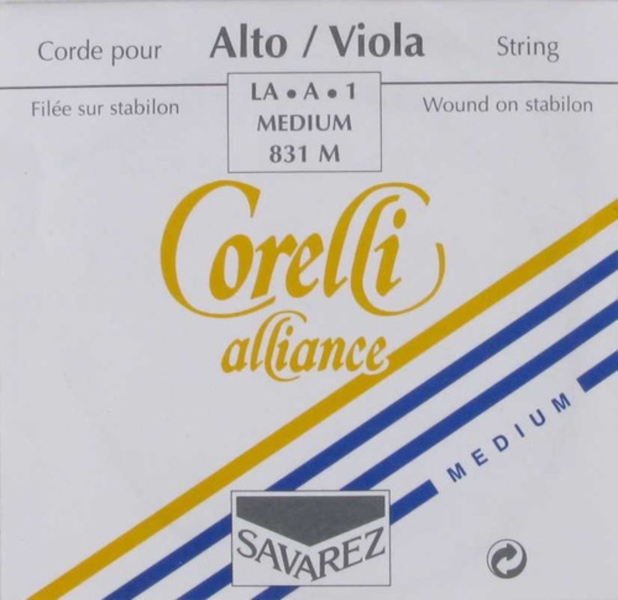 Corde pour Alto / Viola String
Filée sur stabilon
LA • A • 1
MEDIUM
831 M
Wound on stabilon
Corelli
alliance
MEDIUM
SAVAREZ